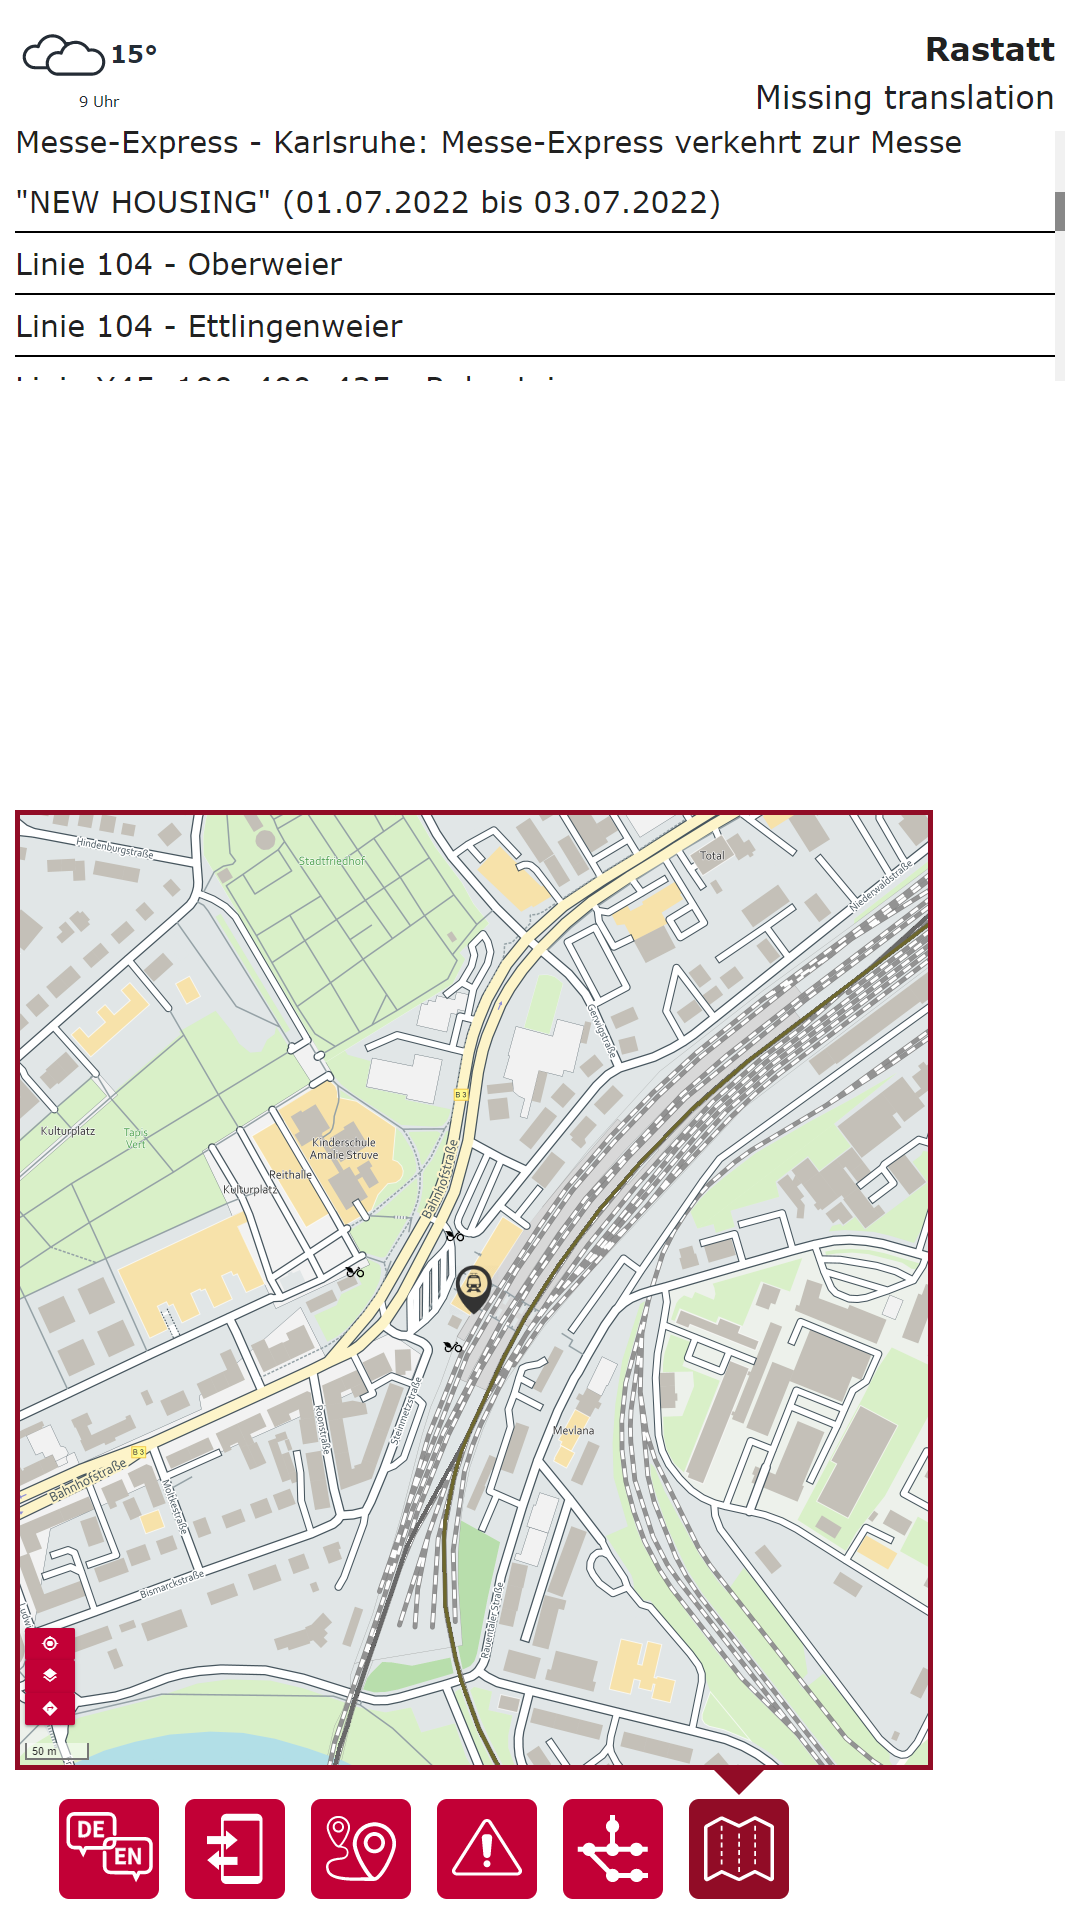 15°
9 Uhr
Rastatt
Missing translation
Messe-Express - Karlsruhe: Messe-Express verkehrt zur Messe
"NEW HOUSING" (01.07.2022 bis 03.07.2022)
Linie 104 - Oberweier
Linie 104 - Ettlingenweier
Hindenburgstraße
Stadtfriedhof
Total
Niederwaldstraße
Gerwigstraße
B 3
Kulturplatz
Tapis
Vert
Kinderschule
Amalie Struve
Reithalle
Kulturplatz
Bahnhofstraße
Steinmetzstraße
Roonstraße
Mevlana
B 3
Bahnhofstraße
Moltkestraße
Bismarckstraße
Rauentaler Straße
50 m
DE
EN